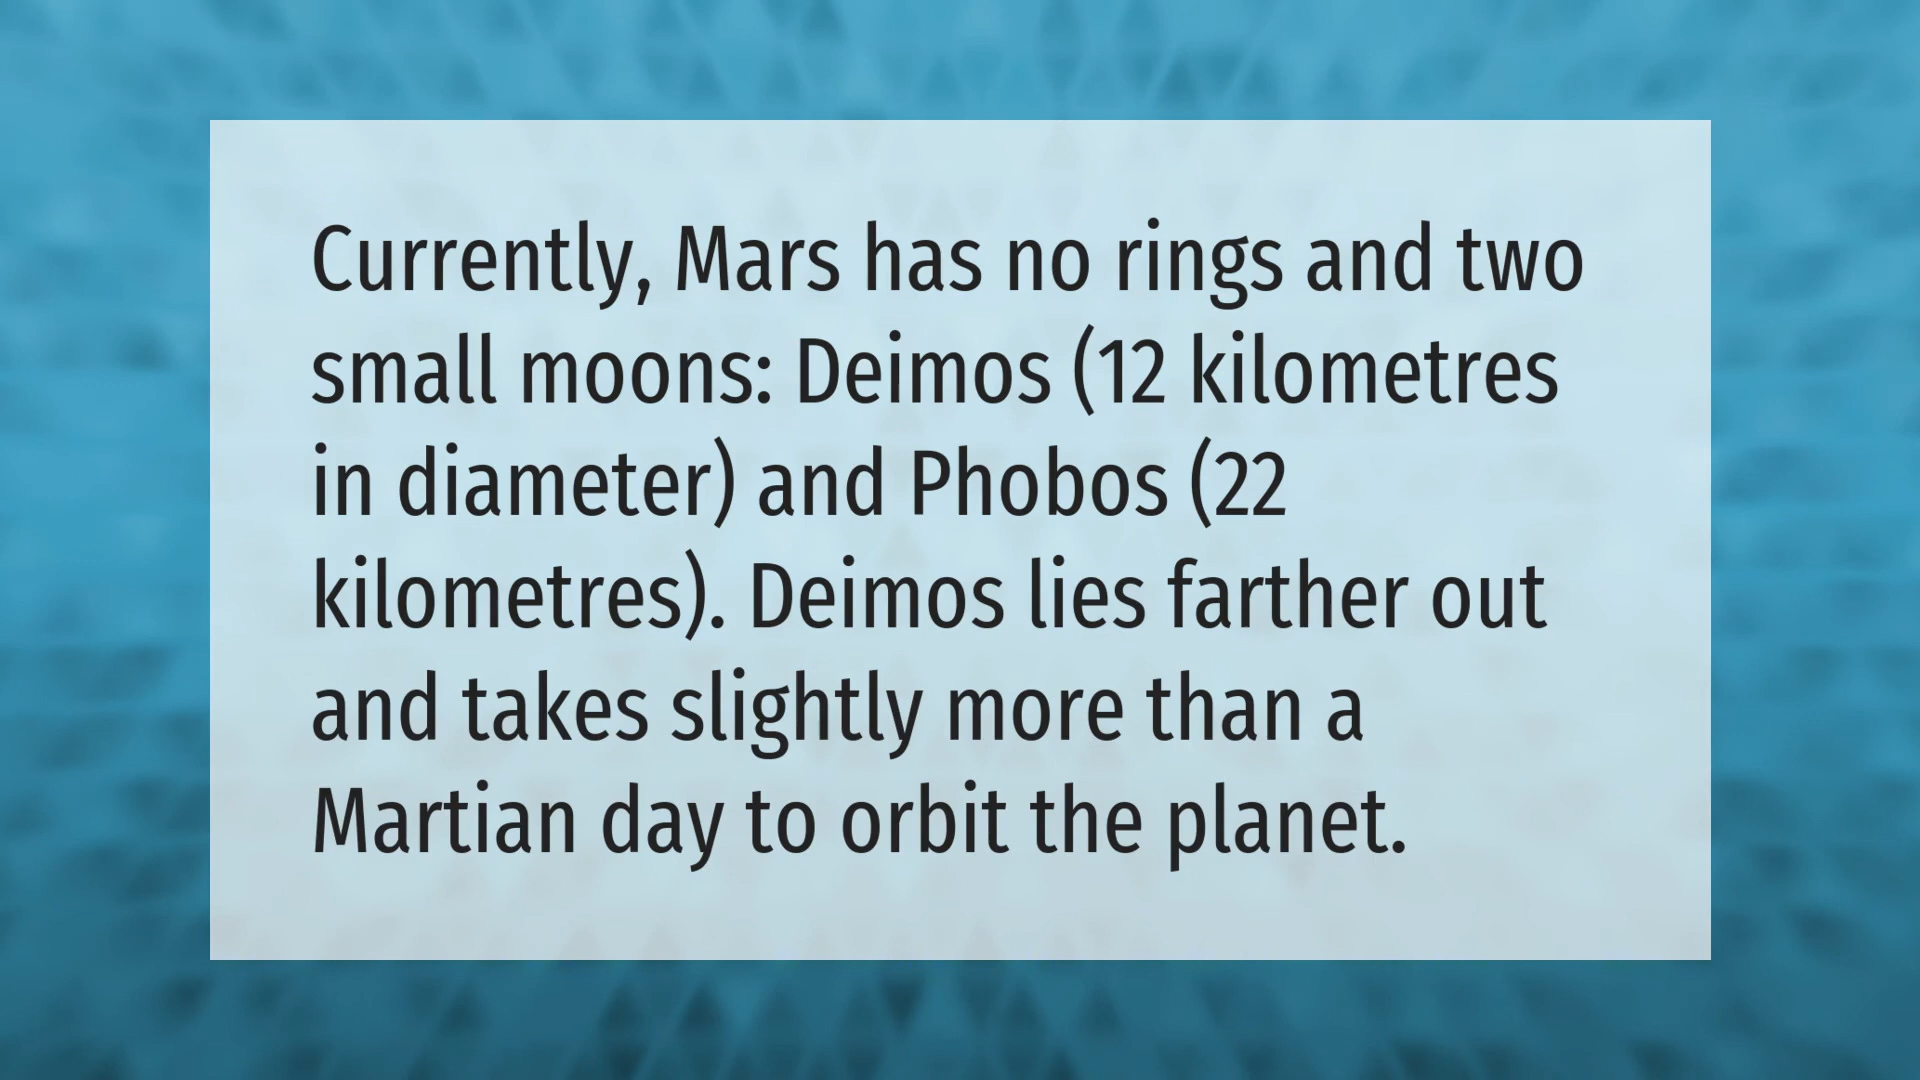 Currently, Mars has no rings and two
small moons: Deimos (12 kilometres
in diameter) and Phobos (22
kilometres). Deimos lies farther out
and takes slightly more than a
Martian day to orbit the planet.